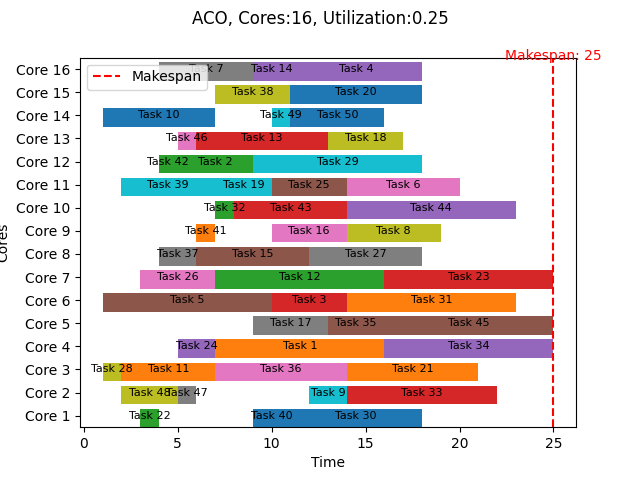 ACO, Cores:16, Utilization:0.25
Makespan: 25
Makespan
Core 16 Task 7 Task 14 Task 4
Core 15 Task 38 Task 20
Core 14 Task 10 Task 49 Task 50
Core 13 Task 46 Task 13 Task 18
Core 12 Task 42 Task 2 Task 29
Core 11 Task 39 Task 19 Task 25 Task 6
Core 10 Task 32 Task 43 Task 44
Core 9 Task 41 Task 16 Task 8
Core 8 Task 37 Task 15 Task 27
Core 7 Task 26 Task 12 Task 23
Core 6 Task 5 Task 3 Task 31
Core 5 Task 17 Task 35 Task 45
Core 4 Task 24 Task 1 Task 34
Core 3 Task 28 Task 11 Task 36 Task 21
Core 2 Task 48 Task 47 Task 9 Task 33
Core 1 Task 22 Task 40 Task 30
Cores
0 5 10 15 20 25
Time